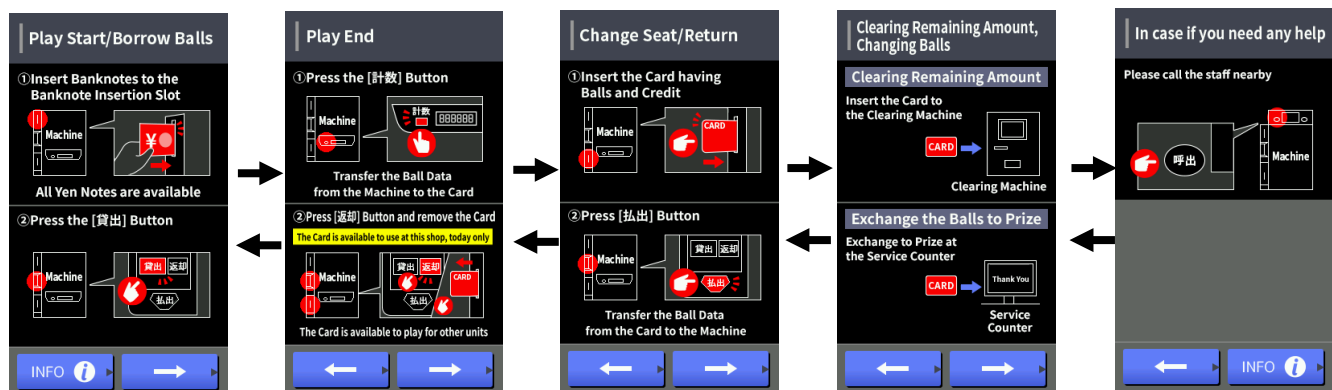 Play Start/Borrow Balls
①Insert Banknotes to the
Banknote Insertion Slot
Machine
¥
All Yen Notes are available
②Press the [貸出] Button
Machine
貸出 返却
払出
INFO i
Play End
①Press the [計数] Button
Machine
計数
888888
Transfer the Ball Data
from the Machine to the Card
②Press [返却] Button and remove the Card
The Card is available to use at this shop, today only
Machine
貸出 返却
払出
CARD
The Card is available to play for other units
Change Seat/Return
①Insert the Card having
Balls and Credit
Machine
CARD
②Press [払出] Button
Machine
貸出 返却
払出
Transfer the Ball Data
from the Card to the Machine
Clearing Remaining Amount,
Changing Balls
Clearing Remaining Amount
Insert the Card to
the Clearing Machine
CARD
Clearing Machine
Exchange the Balls to Prize
Exchange to Prize at
the Service Counter
CARD
Thank You
Service
Counter
In case if you need any help
Please call the staff nearby
呼出
Machine
INFO i